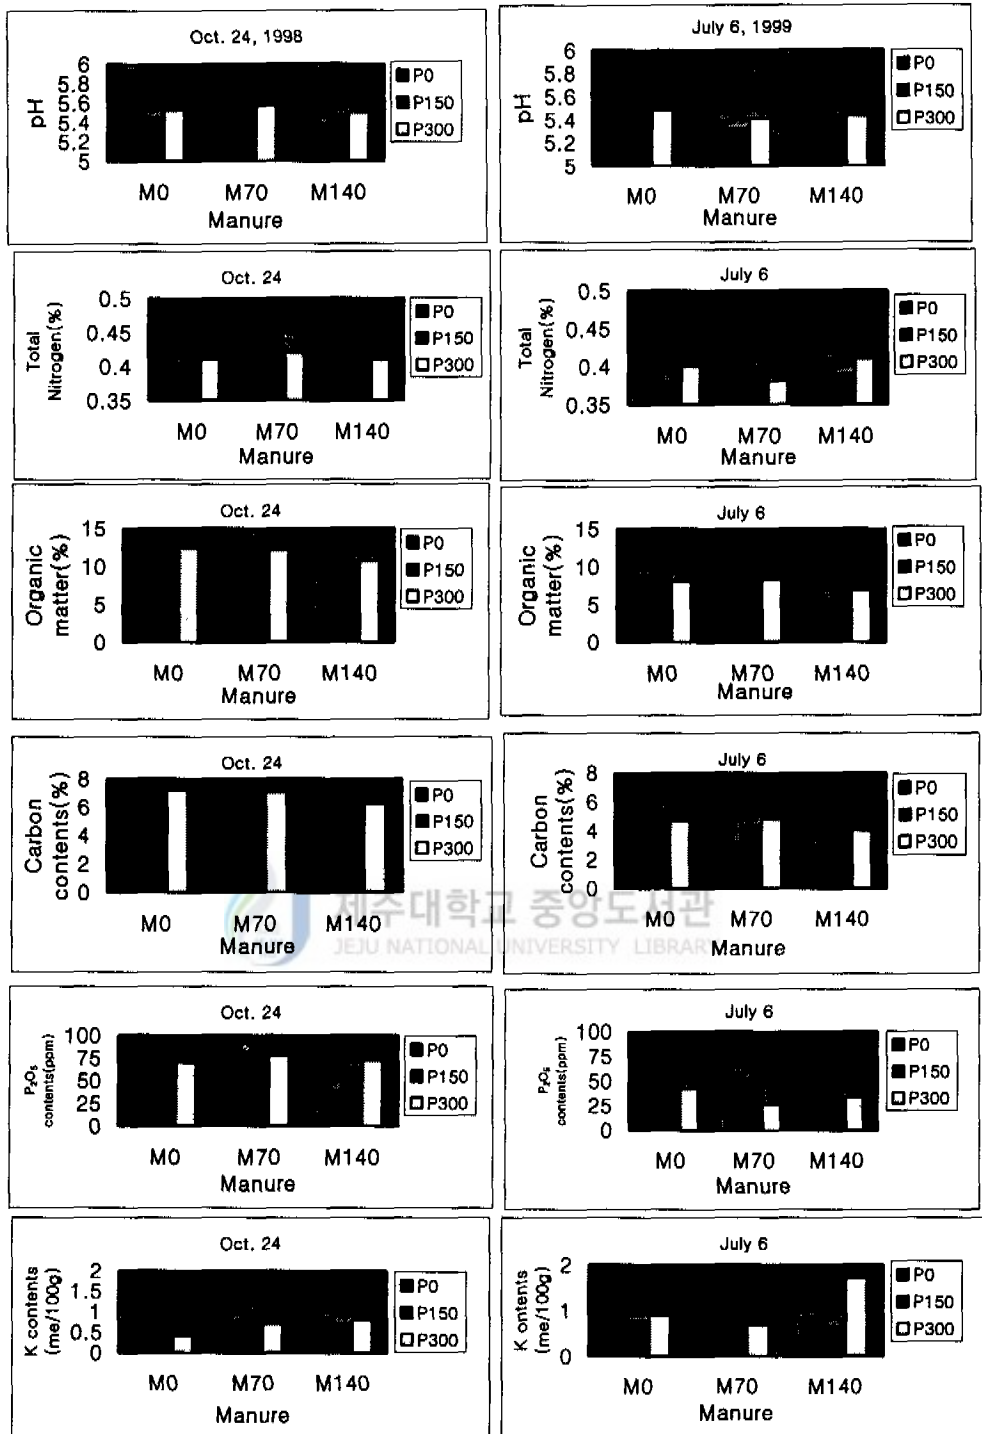 Oct. 24, 1998
pH
6
5.8
5.6
5.4
5.2
5
P0
P150
P300
M0 M70 M140
Manure
July 6, 1999
pH
6
5.8
5.6
5.4
5.2
5
P0
P150
P300
M0 M70 M140
Manure
Oct. 24
Total
Nitrogen(%)
0.5
0.45
0.4
0.35
P0
P150
P300
M0 M70 M140
Manure
July 6
Total
Nitrogen(%)
0.5
0.45
0.4
0.35
P0
P150
P300
M0 M70 M140
Manure
Oct. 24
Organic
matter(%)
15
10
5
0
P0
P150
P300
M0 M70 M140
Manure
July 6
Organic
matter(%)
15
10
5
0
P0
P150
P300
M0 M70 M140
Manure
Oct. 24
Carbon
contents(%)
8
6
4
2
0
P0
P150
P300
M0 M70 M140
Manure
July 6
Carbon
contents(%)
8
6
4
2
0
P0
P150
P300
M0 M70 M140
Manure
제주대학교 중앙도서관
JEJU NATIONAL UNIVERSITY LIBRARY
Oct. 24
P₂O₅
contents(ppm)
100
75
50
25
0
P0
P150
P300
M0 M70 M140
Manure
July 6
P₂O₅
contents(ppm)
100
75
50
25
0
P0
P150
P300
M0 M70 M140
Manure
Oct. 24
K contents
(me/100g)
2
1.5
1
0.5
0
P0
P150
P300
M0 M70 M140
Manure
July 6
K ontents
(me/100g)
2
1
0
P0
P150
P300
M0 M70 M140
Manure